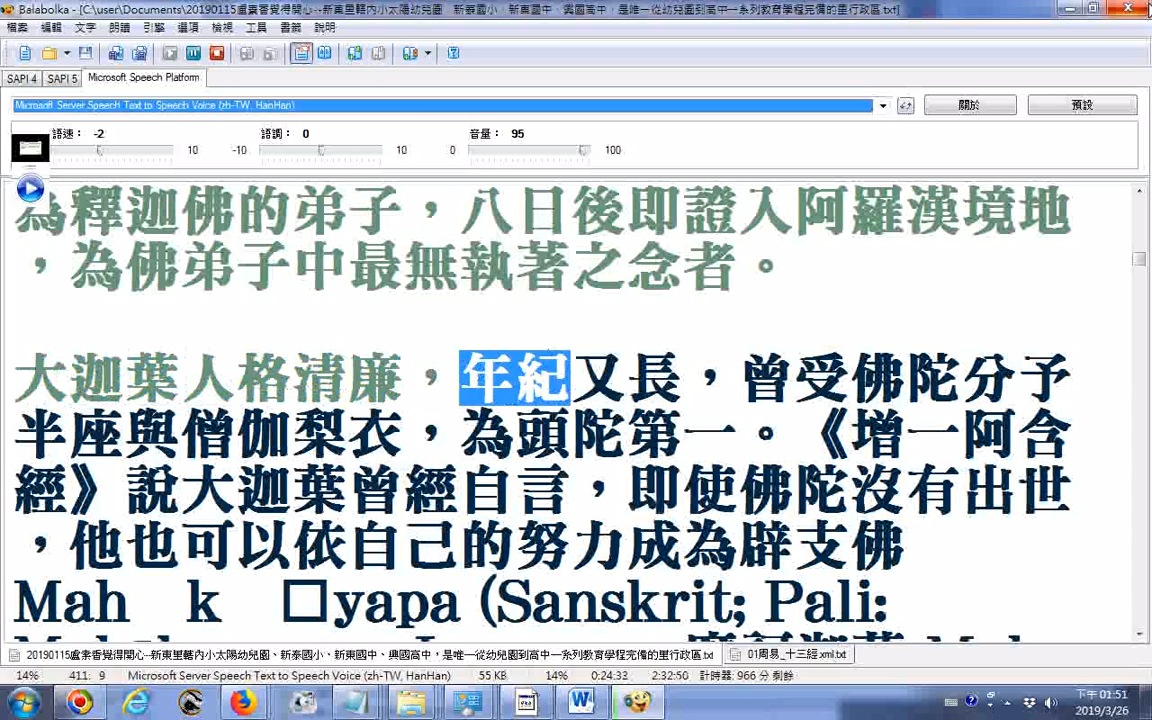 Balabolka - [C:\user\Documents\20190115盧素香覺得開心--新東里轄內小太陽幼兒園、新泰國小、新東國中、興國高中，是唯一從幼兒園到高中一系列教育學程完備的里行政區.txt]
檔案 編輯 文字 朗讀 引擎 選項 檢視 工具 書籤 說明
SAPI 4 SAPI 5 Microsoft Speech Platform
Microsoft Server Speech Text to Speech Voice (zh-TW, HanHan) 關於 預設
語速： -2 語調： 0 音量： 95
10 -10 10 0 100
為釋迦佛的弟子，八日後即證入阿羅漢境地
，為佛弟子中最無執著之念者。
大迦葉人格清廉，年紀又長，曾受佛陀分予
半座與僧伽梨衣，為頭陀第一。《增一阿含
經》說大迦葉曾經自言，即使佛陀沒有出世
，他也可以依自己的努力成為辟支佛
Mah k □yapa (Sanskrit; Pali:
20190115盧素香覺得開心--新東里轄內小太陽幼兒園、新泰國小、新東國中、興國高中，是唯一從幼兒園到高中一系列教育學程完備的里行政區.txt 01周易_十三經.xml.txt
14% 411: 9 Microsoft Server Speech Text to Speech Voice (zh-TW, HanHan) 55 KB 14% 0:24:32 2:32:50 計時器: 966 分 剩餘
下午 01:51
2019/3/26